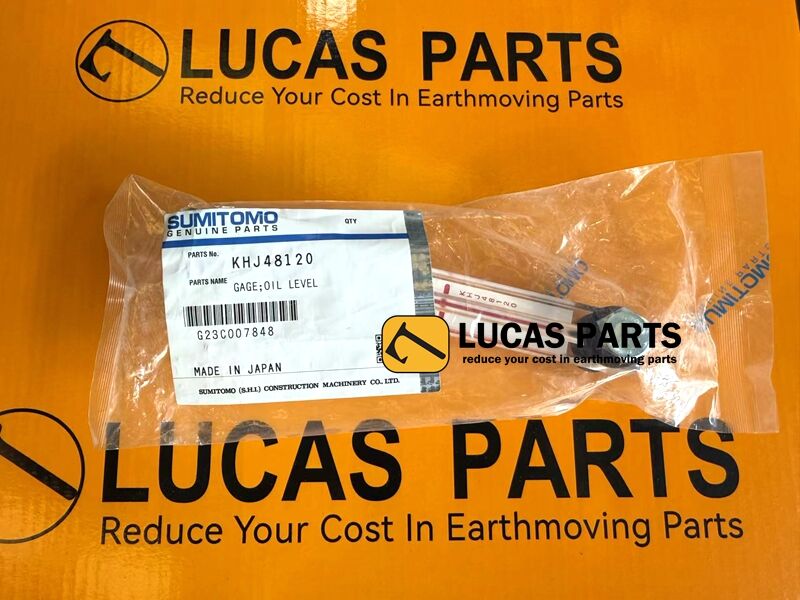 LUCAS PARTS
Reduce Your Cost In Earthmoving Parts
SUMITOMO
GENUINE PARTS
QTY
PARTS No. KHJ48120
PARTS NAME GAGE;OIL LEVEL
G23C007848
MADE IN JAPAN
SUMITOMO (S.H.I.) CONSTRUCTION MACHINERY CO., LTD.
KHJ48120
LUCAS PARTS
reduce your cost in earthmoving parts
LUCAS PARTS
Reduce Your Cost In Earthmoving Parts